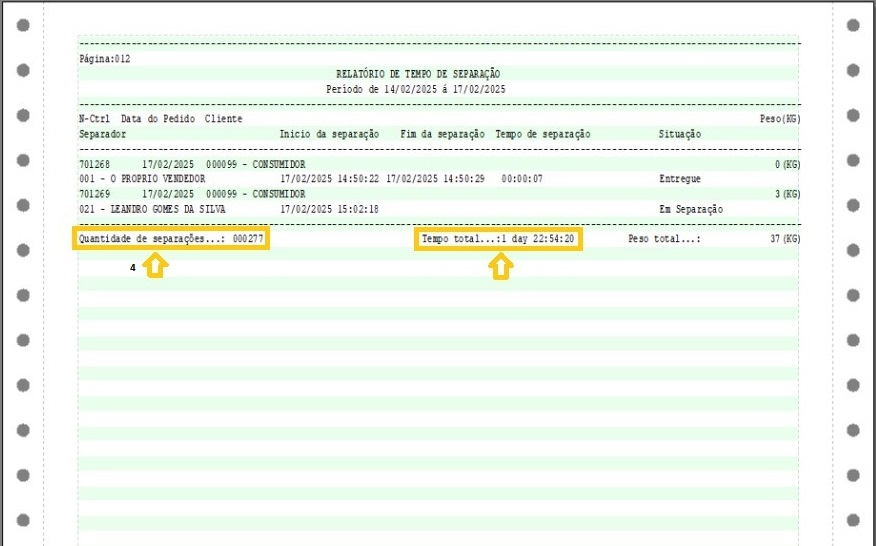 Página:012
RELATÓRIO DE TEMPO DE SEPARAÇÃO
Período de 14/02/2025 á 17/02/2025
N-Ctrl Data do Pedido Cliente Peso(KG)
Separador Inicio da separação Fim da separação Tempo de separação Situação
701268 17/02/2025 000099 - CONSUMIDOR 0 (KG)
001 - O PROPRIO VENDEDOR 17/02/2025 14:50:22 17/02/2025 14:50:29 00:00:07 Entregue
701269 17/02/2025 000099 - CONSUMIDOR 3 (KG)
021 - LEANDRO GOMES DA SILVA 17/02/2025 15:02:18 Em Separação
Quantidade de separações...: 000277 Tempo total...:1 day 22:54:20 Peso total...: 37 (KG)
4